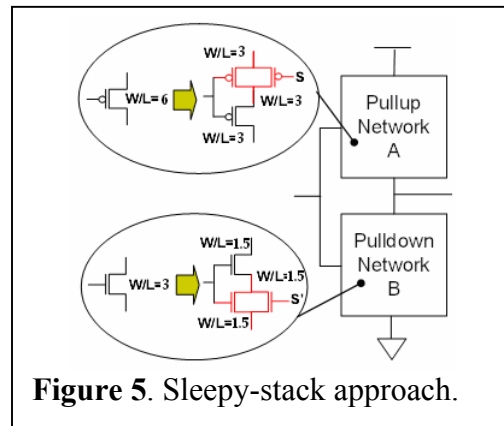 W/L=3
S
W/L=6
W/L=3
W/L=3
Pullup
Network
A
W/L=1.5
W/L=3
W/L=1.5
S'
W/L=1.5
Pulldown
Network
B
Figure 5. Sleepy-stack approach.